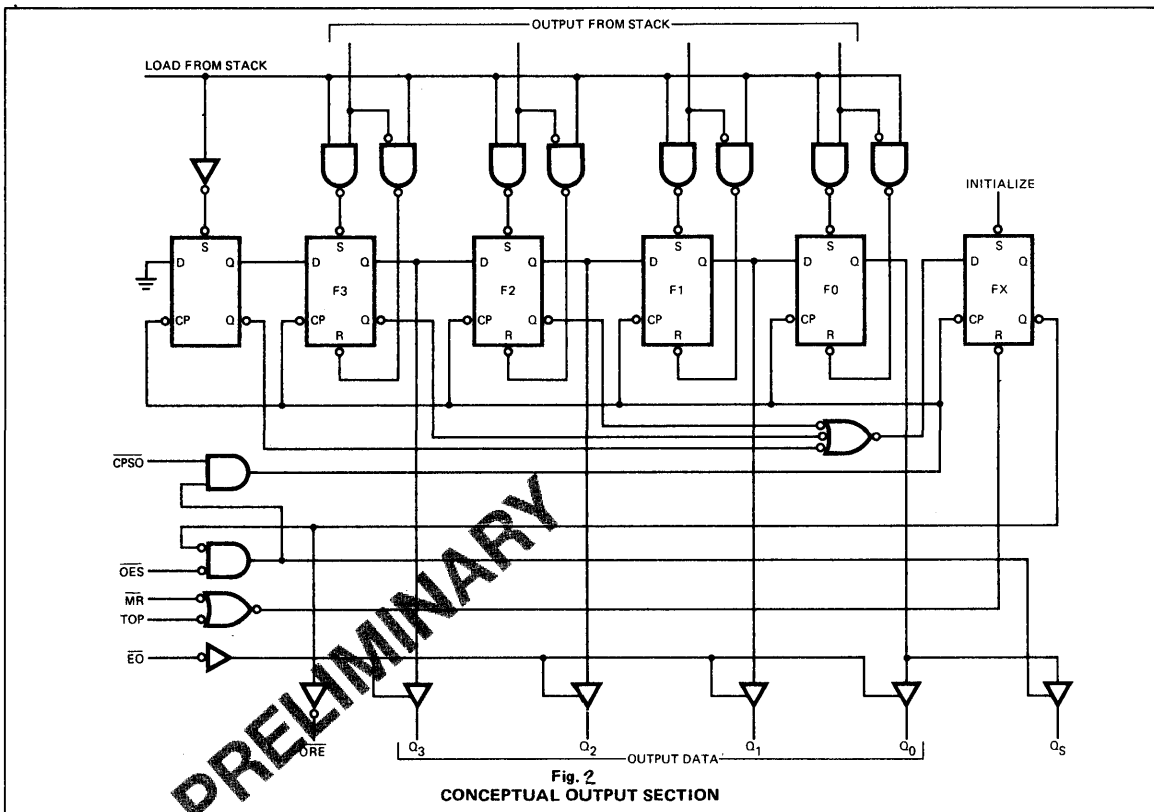 OUTPUT FROM STACK
LOAD FROM STACK
INITIALIZE
S S S S S S
D Q D Q D Q D Q D Q D Q
F3 F2 F1 F0 FX
CP Q CP Q CP Q CP CP CP Q
R R R R R
CPSO
OES
MR
TOP
EO
PRELIMINARY
ORE Q3 Q2 Q1 Q0 QS
OUTPUT DATA
Fig. 2
CONCEPTUAL OUTPUT SECTION